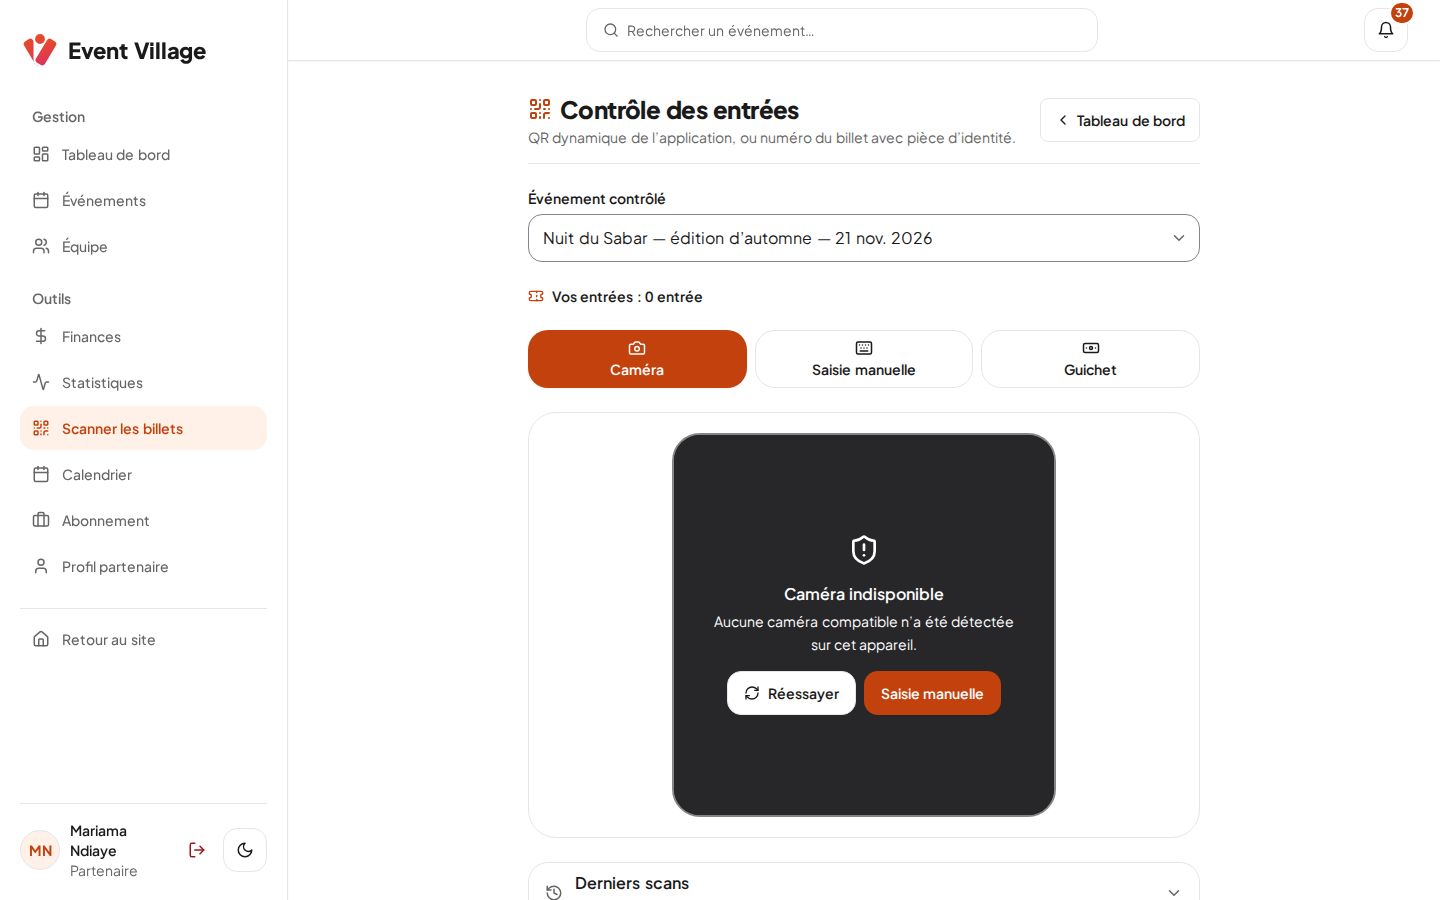 Event Village
Gestion
Tableau de bord
Événements
Équipe
Outils
Finances
Statistiques
Scanner les billets
Calendrier
Abonnement
Profil partenaire
Retour au site
MN
Mariama
Ndiaye
Partenaire
Rechercher un événement…
37
Contrôle des entrées
QR dynamique de l’application, ou numéro du billet avec pièce d’identité.
Tableau de bord
Événement contrôlé
Nuit du Sabar — édition d’automne — 21 nov. 2026
Vos entrées : 0 entrée
Caméra
Saisie manuelle
Guichet
Caméra indisponible
Aucune caméra compatible n’a été détectée
sur cet appareil.
Réessayer
Saisie manuelle
Derniers scans